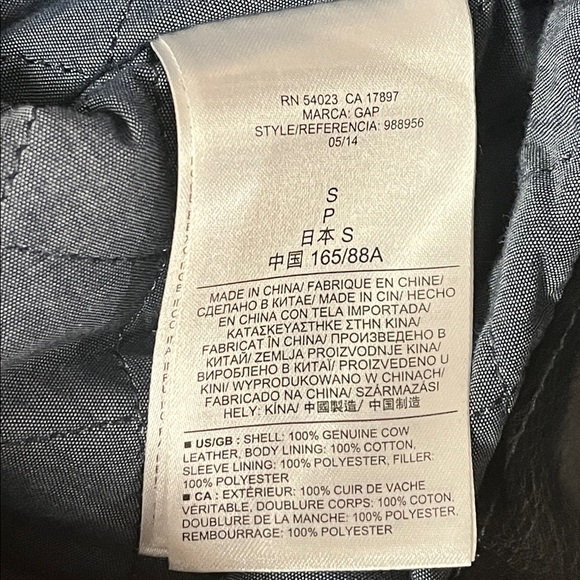 RN 54023 CA 17897
MARCA: GAP
STYLE/REFERENCIA: 988956
05/14
S
P
日本 S
中国 165/88A
MADE IN CHINA/ FABRIQUE EN CHINE/
СДЕЛАНО В КИТАЕ/ MADE IN CIN/ HECHO
EN CHINA CON TELA IMPORTADA/
ΚΑΤΑΣΚΕΥΑΣΤΗΚΕ ΣΤΗΝ ΚΙΝΑ/
FABRICAT ÎN CHINA/ ПРОИЗВЕДЕНО В
КИТАЙ/ ZEMLJA PROIZVODNJE KINA/
ВИРОБЛЕНО В КИТАЇ/ PROIZVEDENO U
KINI/ WYPRODUKOWANO W CHINACH/
FABRICADO NA CHINA/ SZÁRMAZÁSI
HELY: KÍNA/ 中國製造/ 中国制造
■ US/GB : SHELL: 100% GENUINE COW
LEATHER, BODY LINING: 100% COTTON,
SLEEVE LINING: 100% POLYESTER, FILLER:
100% POLYESTER
■ CA : EXTÉRIEUR: 100% CUIR DE VACHE
VÉRITABLE, DOUBLURE CORPS: 100% COTON,
DOUBLURE DE LA MANCHE: 100% POLYESTER,
REMBOURRAGE: 100% POLYESTER